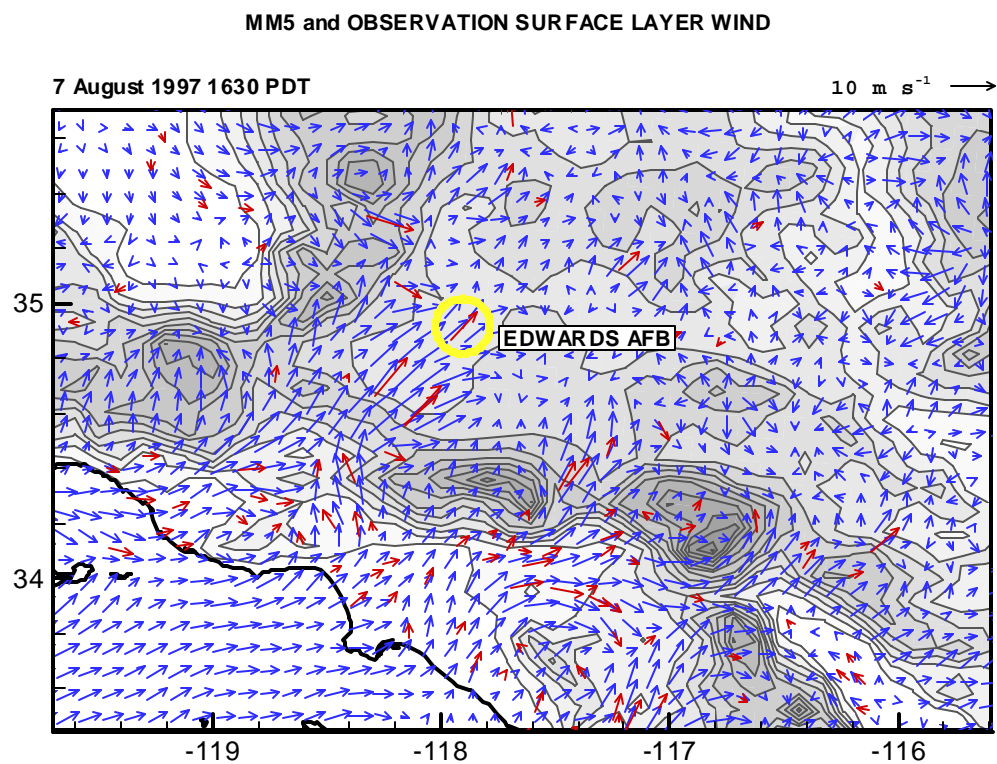 MM5 and OBSERVATION SURFACE LAYER WIND
7 August 1997 1630 PDT
10 m s⁻¹
35
EDWARDS AFB
34
-119
-118
-117
-116